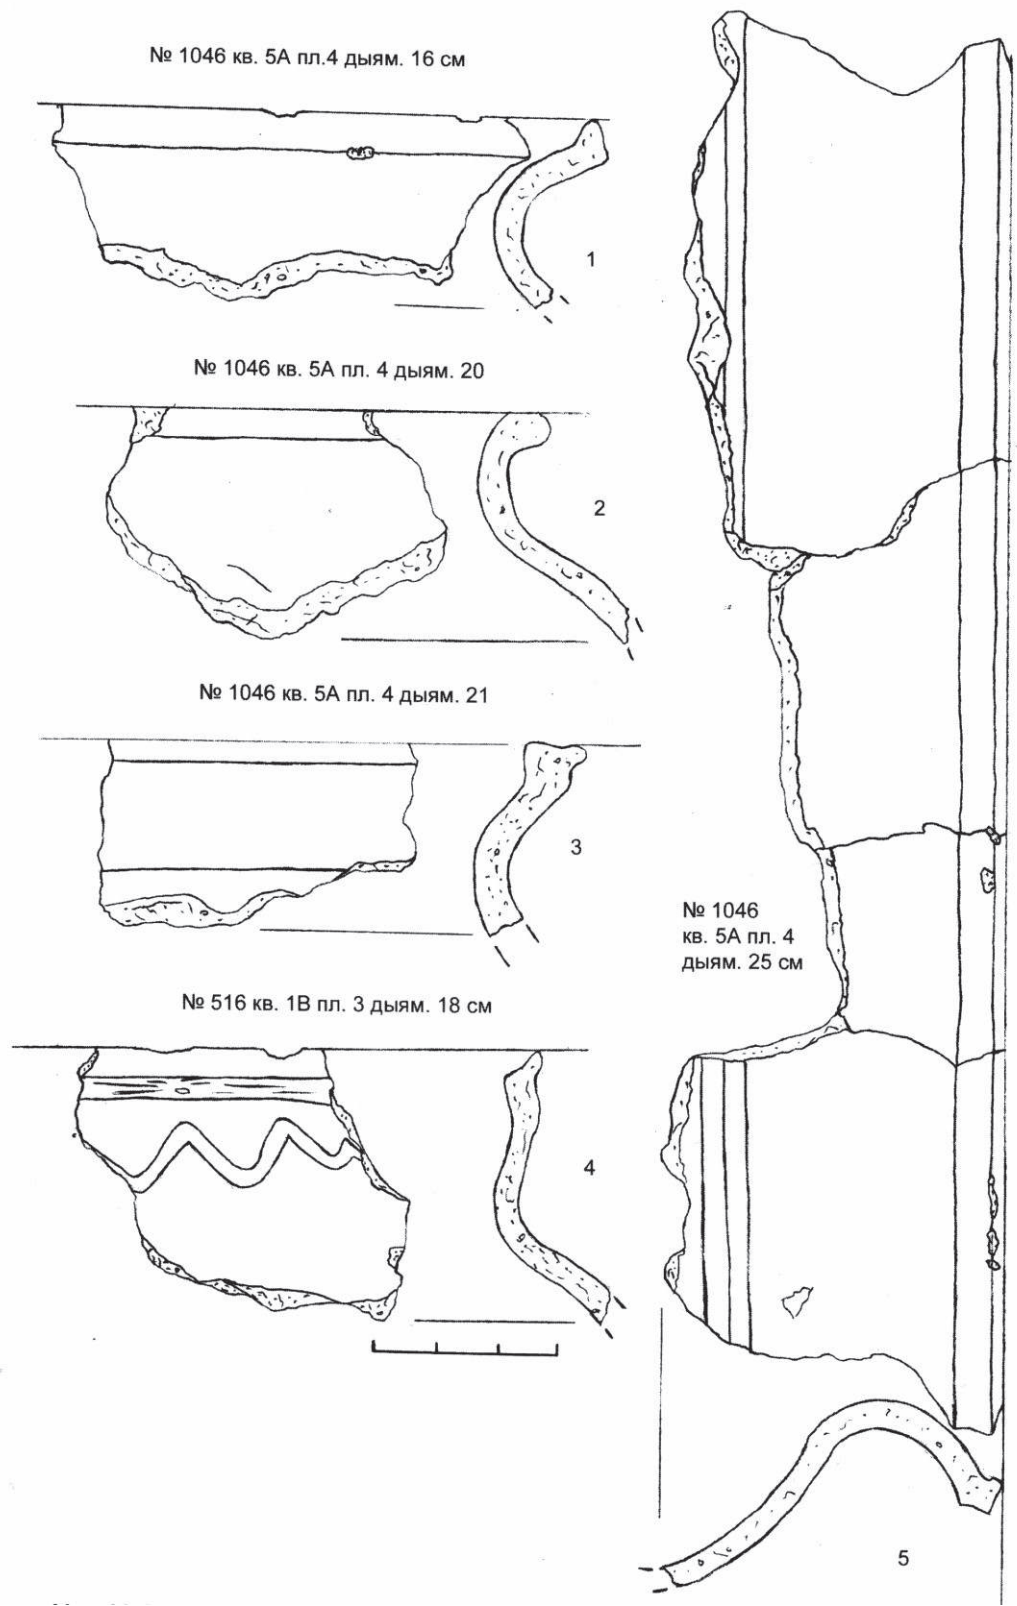 № 1046 кв. 5А пл.4 дыям. 16 см
1
№ 1046 кв. 5А пл. 4 дыям. 20
2
№ 1046 кв. 5А пл. 4 дыям. 21
3
№ 1046
кв. 5А пл. 4
дыям. 25 см
№ 516 кв. 1В пл. 3 дыям. 18 см
4
5